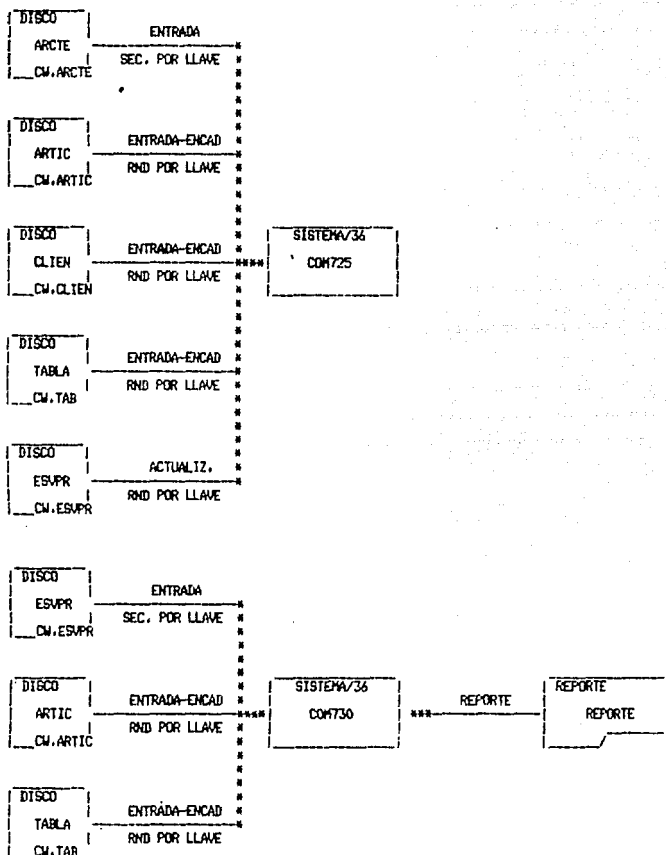 DISCO
ENTRADA
ARCTE
SEC. POR LLAVE
CW.ARCTE
DISCO
ENTRADA-ENCAD
ARTIC
RND POR LLAVE
CW.ARTIC
DISCO
SISTEMA/36
ENTRADA-ENCAD
CLIEN
COM725
RND POR LLAVE
CW.CLIEN
DISCO
ENTRADA-ENCAD
TABLA
RND POR LLAVE
CW.TAB
DISCO
ACTUALIZ.
ESVPR
RND POR LLAVE
CW.ESVPR
DISCO
ENTRADA
ESVPR
SEC. POR LLAVE
CW.ESVPR
DISCO
SISTEMA/36
REPORTE
ENTRADA-ENCAD
REPORTE
ARTIC
COM730
REPORTE
RND POR LLAVE
CW.ARTIC
DISCO
ENTRADA-ENCAD
TABLA
RND POR LLAVE
CW.TAB